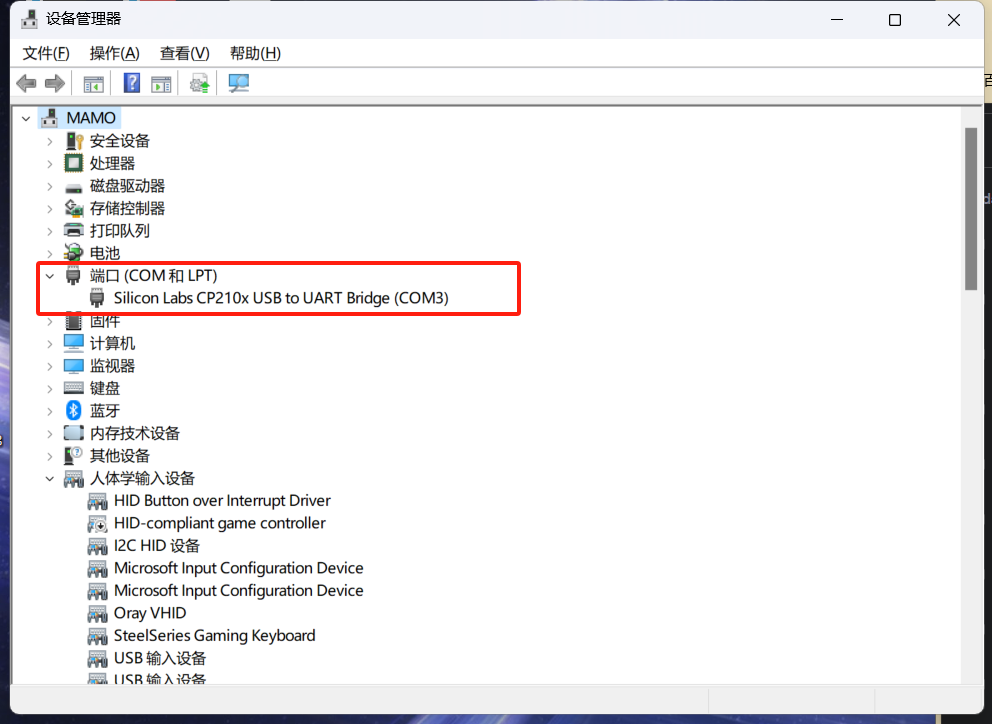 设备管理器
文件(F) 操作(A) 查看(V) 帮助(H)
MAMO
安全设备
处理器
磁盘驱动器
存储控制器
打印队列
电池
端口 (COM 和 LPT)
Silicon Labs CP210x USB to UART Bridge (COM3)
固件
计算机
监视器
键盘
蓝牙
内存技术设备
其他设备
人体学输入设备
HID Button over Interrupt Driver
HID-compliant game controller
I2C HID 设备
Microsoft Input Configuration Device
Microsoft Input Configuration Device
Oray VHID
SteelSeries Gaming Keyboard
USB 输入设备
USB 输入设备